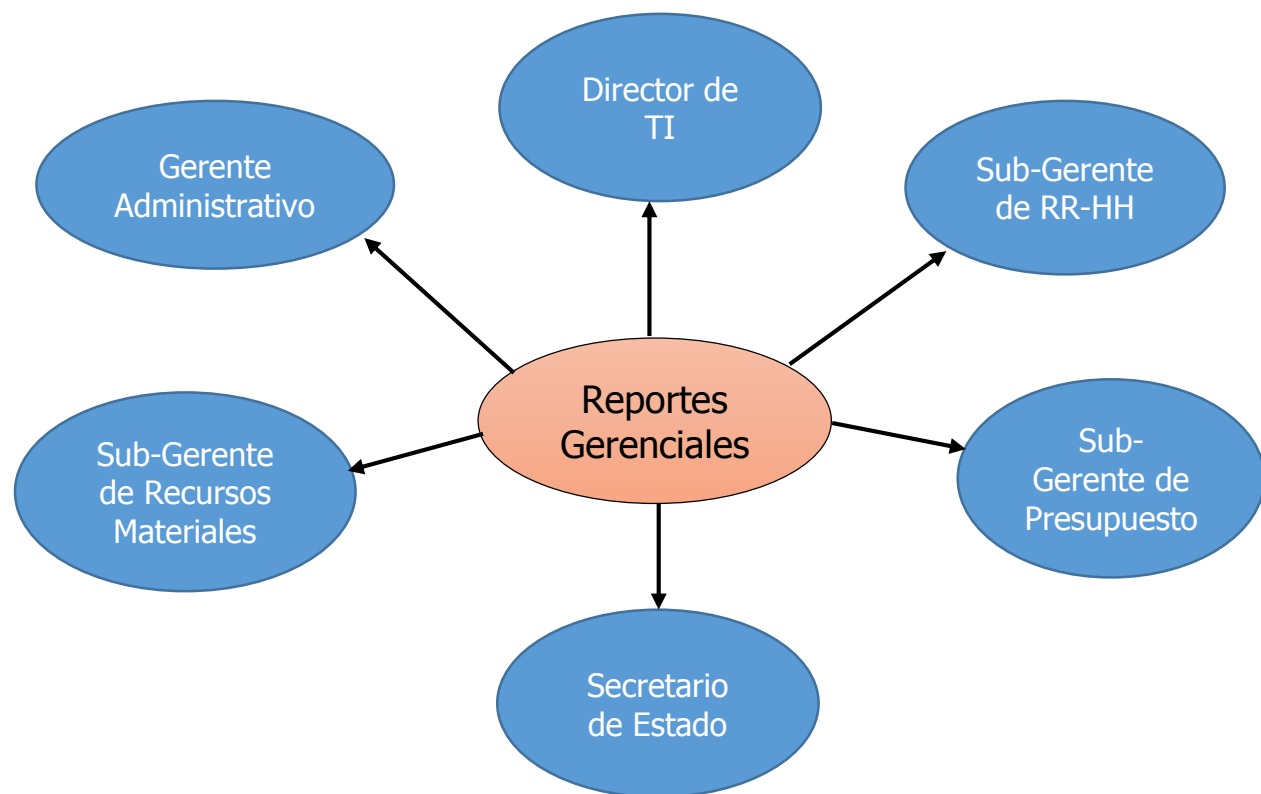 Director de
TI
Gerente
Administrativo
Sub-Gerente
de RR-HH
Reportes
Gerenciales
Sub-Gerente
de Recursos
Materiales
Sub-
Gerente de
Presupuesto
Secretario
de Estado